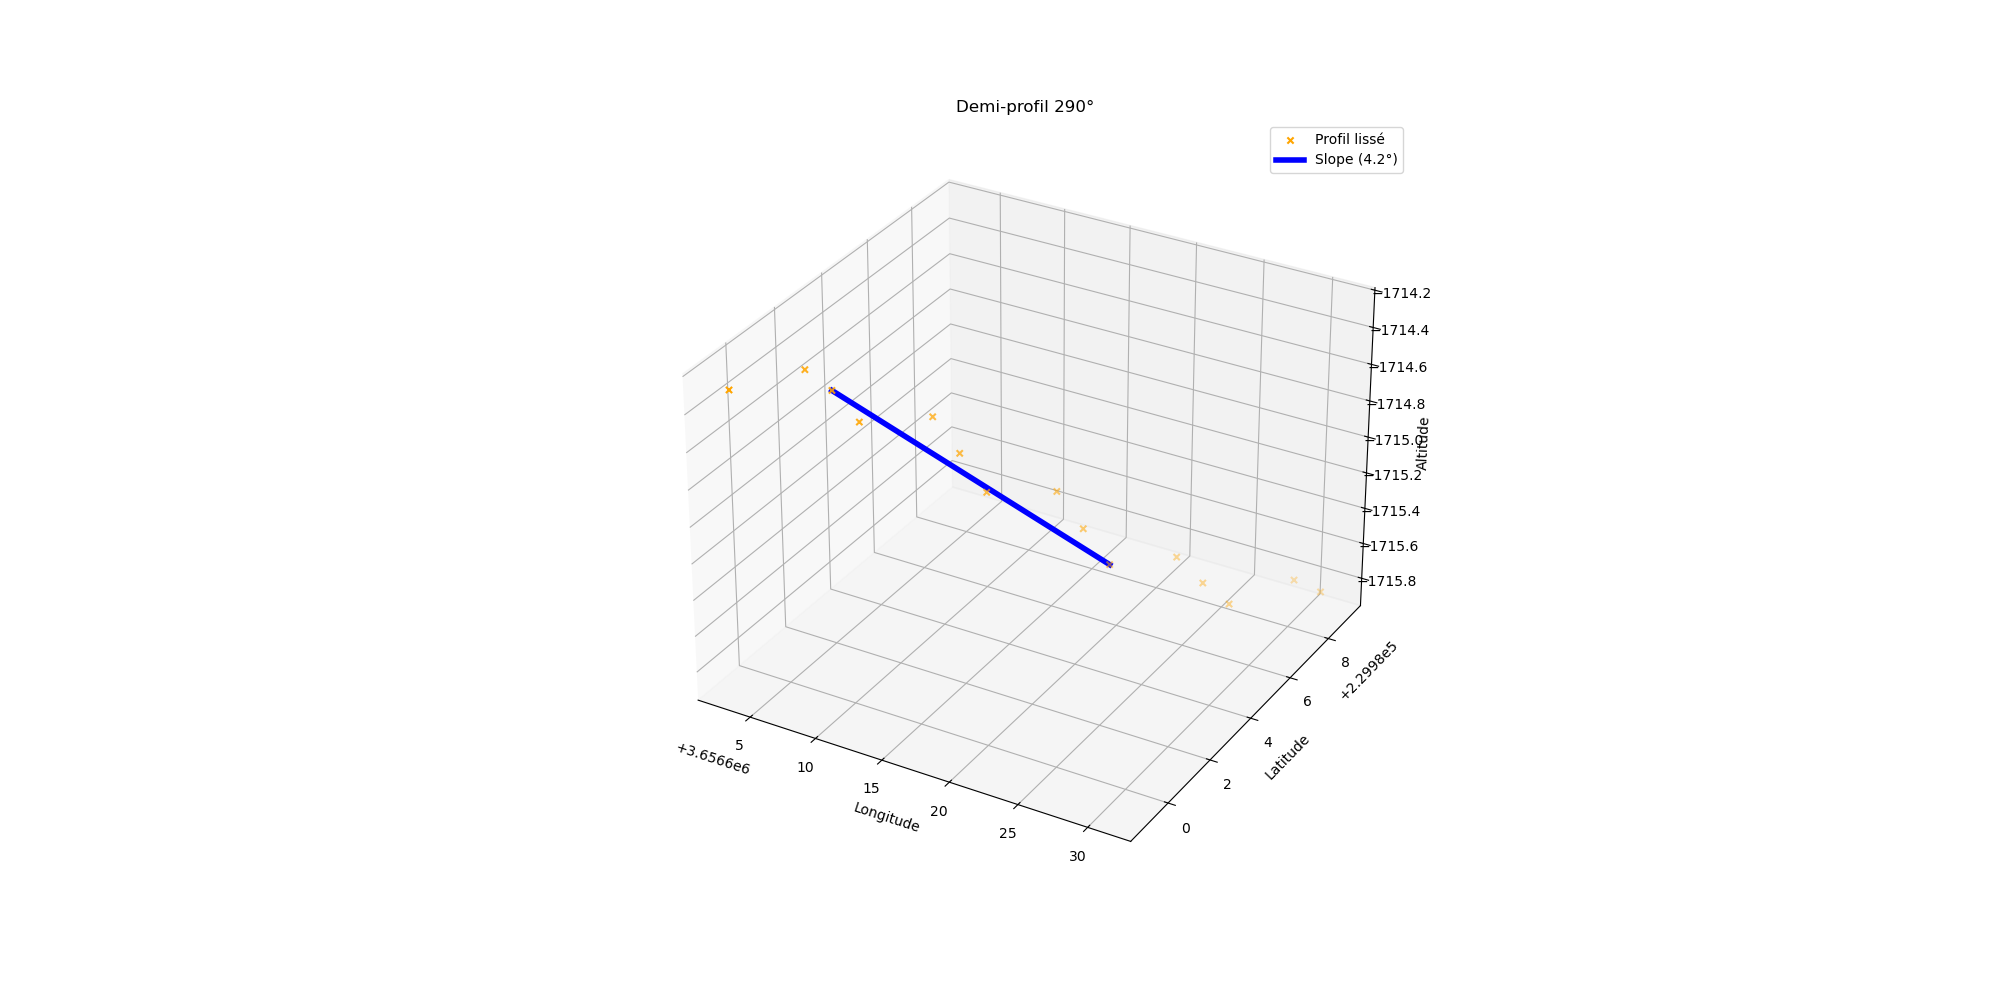 Demi-profil 290°
Profil lissé
Slope (4.2°)
−1714.2
−1714.4
−1714.6
−1714.8
−1715.0
−1715.2
−1715.4
−1715.6
−1715.8
Altitude
8
6
4
2
0
+2.2998e5
Latitude
5
10
15
20
25
30
+3.6566e6
Longitude